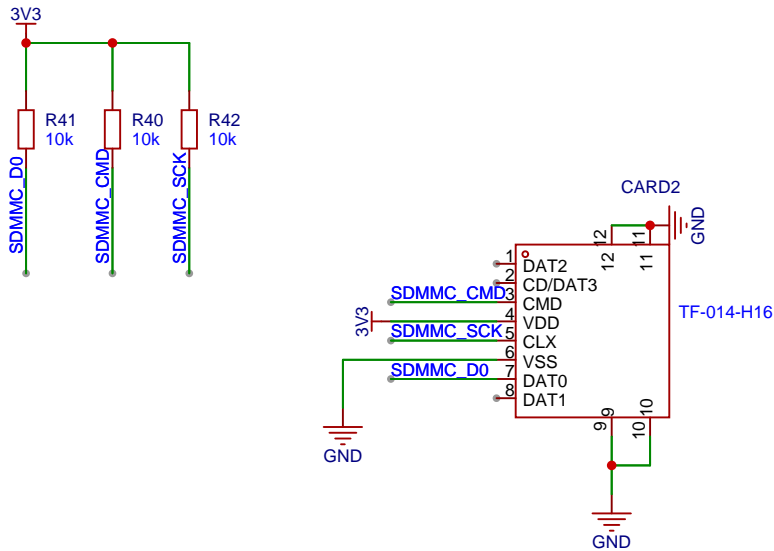 3V3
R41
10k
R40
10k
R42
10k
SDMMC_D0
SDMMC_CMD
SDMMC_SCK
CARD2
GND
12
11
12
11
1
DAT2
2
CD/DAT3
SDMMC_CMD
3
CMD
3V3
4
VDD
SDMMC_SCK
5
CLX
6
VSS
SDMMC_D0
7
DAT0
8
DAT1
TF-014-H16
9
10
9
10
GND
GND